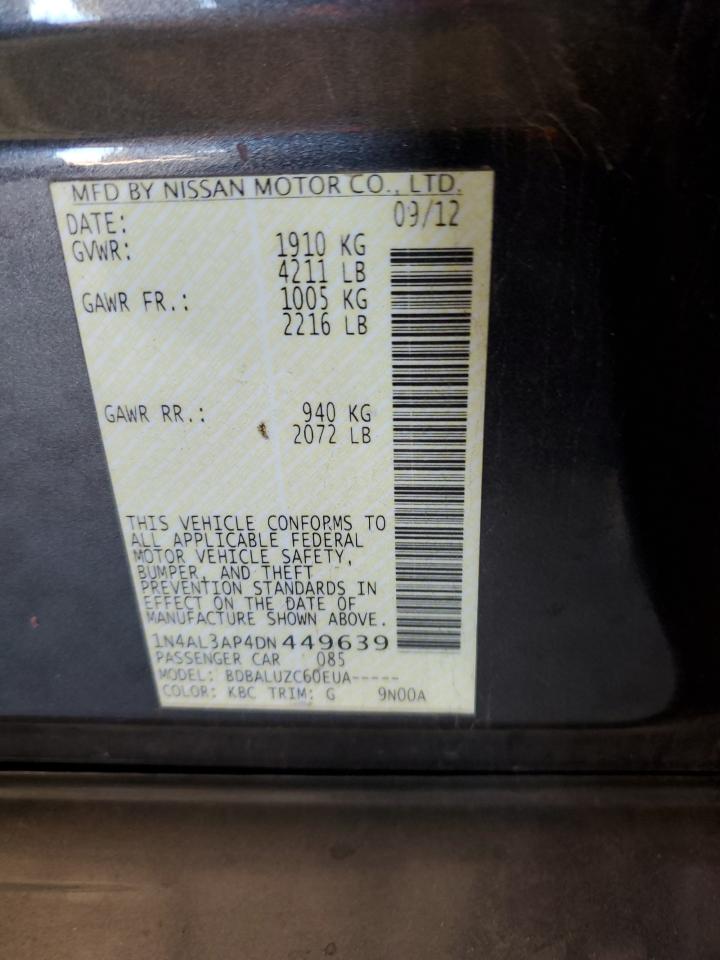 MFD BY NISSAN MOTOR CO., LTD.
DATE: 09/12
GVWR: 1910 KG
4211 LB
GAWR FR.: 1005 KG
2216 LB
GAWR RR.: 940 KG
2072 LB
THIS VEHICLE CONFORMS TO
ALL APPLICABLE FEDERAL
MOTOR VEHICLE SAFETY,
BUMPER, AND THEFT
PREVENTION STANDARDS IN
EFFECT ON THE DATE OF
MANUFACTURE SHOWN ABOVE.
1N4AL3AP4DN449639
PASSENGER CAR 085
MODEL: BDBALUZC60EUA-----
COLOR: KBC TRIM: G 9N00A